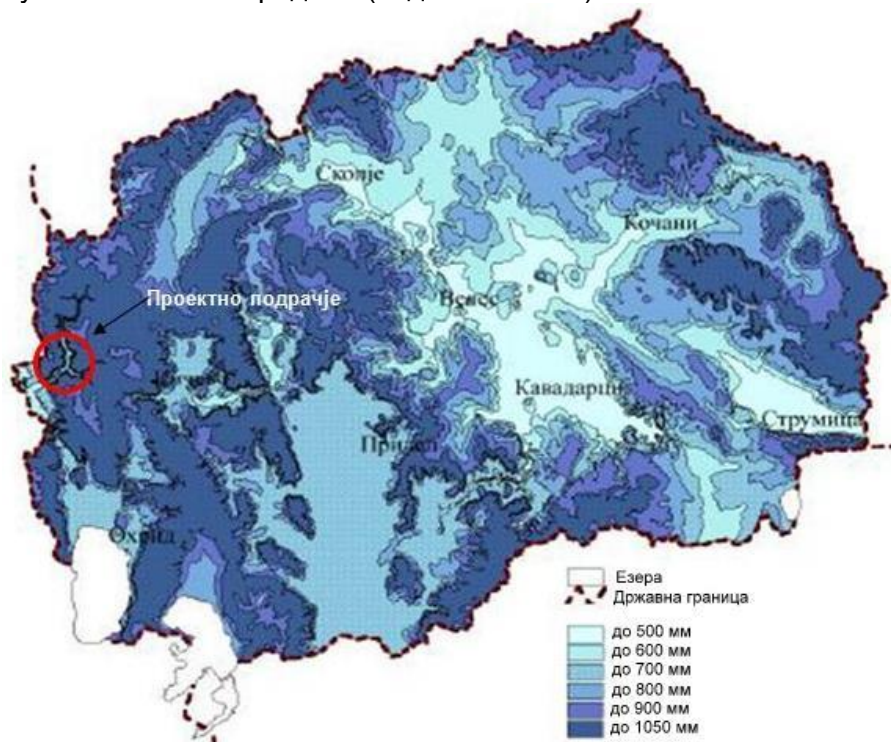 Скопје
Кочани
Проектно подрачје
Велес
Кавадарци
Струмица
Прилеп
Охрид
Езера
Државна граница
до 500 мм
до 600 мм
до 700 мм
до 800 мм
до 900 мм
до 1050 мм